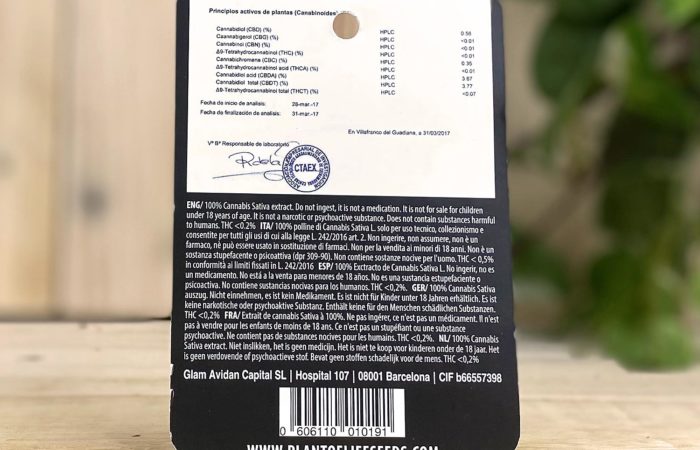 Principios activos de plantas (Canabinoides)
Cannabidiol (CBD) (%) HPLC 0.56
Caannabigerol (CBG) (%) HPLC <0.01
Cannabinol (CBN) (%) HPLC <0.01
Δ9-Tetrahydrocannabinol (THC) (%) HPLC <0.01
Cannabichromene (CBC) (%) HPLC 0.35
Δ9-Tetrahydrocannabinol acid (THCA) (%) HPLC <0.01
Cannabidiol acid (CBDA) (%) HPLC 3.67
Cannabidiol total (CBDT) (%) HPLC 3.77
Δ9-Tetrahydrocannabinol total (THCT) (%) HPLC <0.07
Fecha de inicio de analisis: 28-mar.-17
Fecha de finalización de analisis: 31-mar.-17
En Villafranco del Guadiana, a 31/03/2017
Vº Bº Responsable de laboratorio
CTAEX
ENG/ 100% Cannabis Sativa extract. Do not ingest, it is not a medication. It is not for sale for children
under 18 years of age. It is not a narcotic or psychoactive substance. Does not contain substances harmful
to humans. THC <0.2% ITA/ 100% polline di Cannabis Sativa L. solo per uso tecnico, collezionismo e
consentite per tutti gli usi di cui alla legge L. 242/2016 art. 2. Non ingerire, non assumere, non è un
farmaco, nè può essere usato in sostituzione di farmaci. Non per la vendita ai minori di 18 anni. Non è un
sostanza stupefacente o psicoattiva (dpr 309-90). Non contiene sostanze nocive per l'uomo. THC < 0,5%
in conformità ai limiti fissati in L. 242/2016 ESP/ 100% Exctracto de Cannabis Sativa L. No ingerir, no es
un medicamento. No está a la venta para menores de 18 años. No es una sustancia estupefaciente o
psicoactiva. No contiene sustancias nocivas para los humanos. THC <0,2%. GER/ 100% Cannabis Sativa
auszug. Nicht einehmen, es ist kein Medikament. Es ist nicht für Kinder unter 18 Jahren erhältlich. Es ist
keine narkotische oder psychoaktive Substanz. Enthält keine für den Menschen schädlichen Substanzen.
THC <0,2% FRA/ Extrait de cannabis Sativa à 100%. Ne pas ingérer, ce n'est pas un médicament. Il n'est
pas à vendre pour les enfants de moins de 18 ans. Ce n'est pas un stupéfiant ou une substance
psychoactive. Ne contient pas de substances nocives pour les humains, THC <0,2%. NL/ 100% Cannabis
Sativa extract. Niet inslikken, het is geen medicijn. Het is niet te koop voor kinderen onder de 18 jaar. Het
is geen verdovende of psychoactieve stof. Bevat geen stoffen schadelijk voor de mens. THC <0,2%
Glam Avidan Capital SL | Hospital 107 | 08001 Barcelona | CIF b66557398
0 606110 010191
WWW.PLANTOFLIFESEEDS.COM